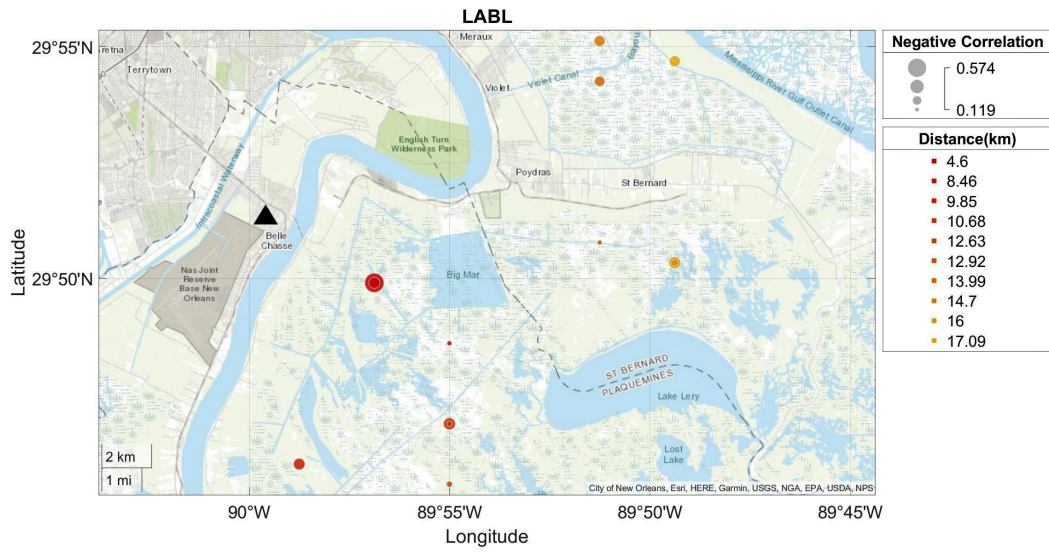 LABL
29°55'N
29°50'N
Latitude
90°W
89°55'W
89°50'W
89°45'W
Longitude
Terrytown
Meraux
Violet
Violet Canal
Bayou
Mississippi River Gulf Outlet Canal
English Turn
Wilderness Park
Intracoastal Waterway
Poydras
St Bernard
Belle
Chasse
Nas Joint
Reserve
Base New
Orleans
Big Mar
ST BERNARD
PLAQUEMINES
Lake Lery
Lost
Lake
2 km
1 mi
City of New Orleans, Esri, HERE, Garmin, USGS, NGA, EPA, USDA, NPS
Negative Correlation
0.574
0.119
Distance(km)
4.6
8.46
9.85
10.68
12.63
12.92
13.99
14.7
16
17.09